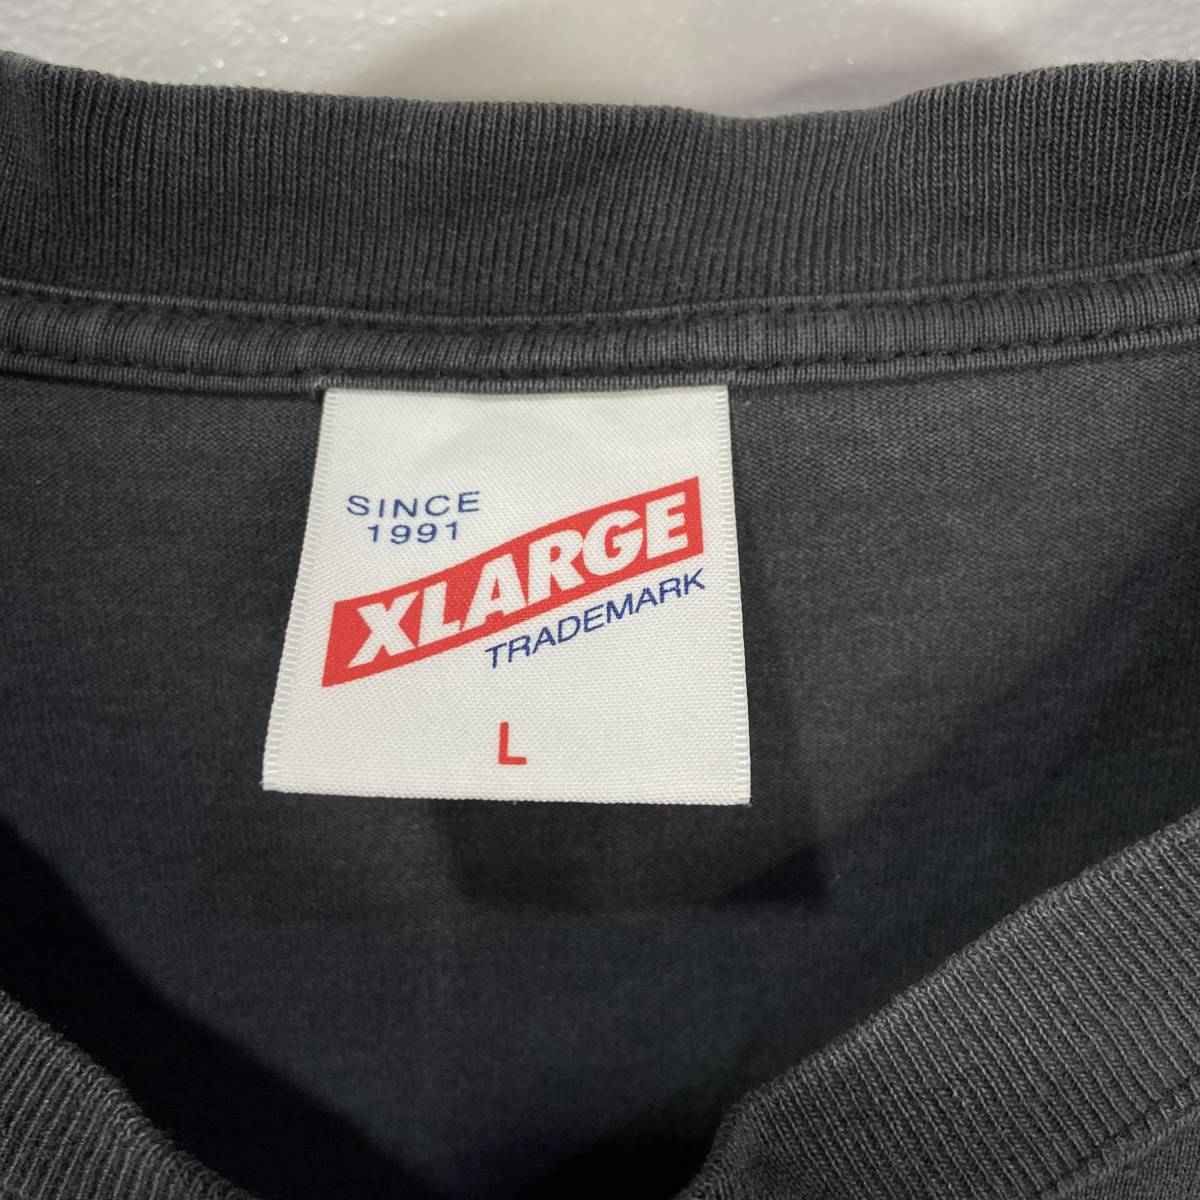 SINCE
1991
XLARGE
TRADEMARK
L